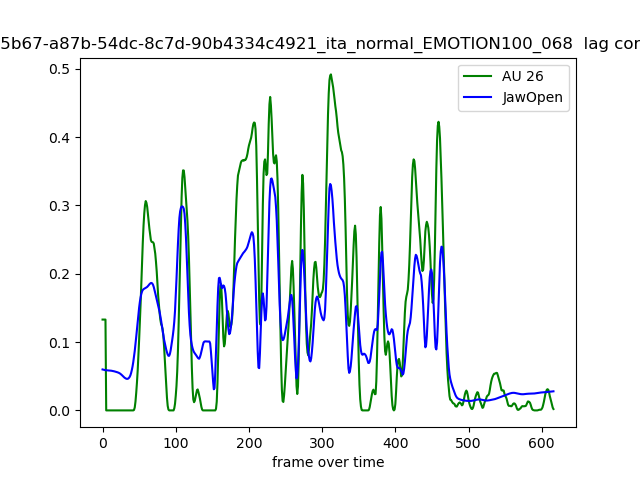 5b67-a87b-54dc-8c7d-90b4334c4921_ita_normal_EMOTION100_068 lag cor
AU 26
JawOpen
0.5
0.4
0.3
0.2
0.1
0.0
0 100 200 300 400 500 600
frame over time